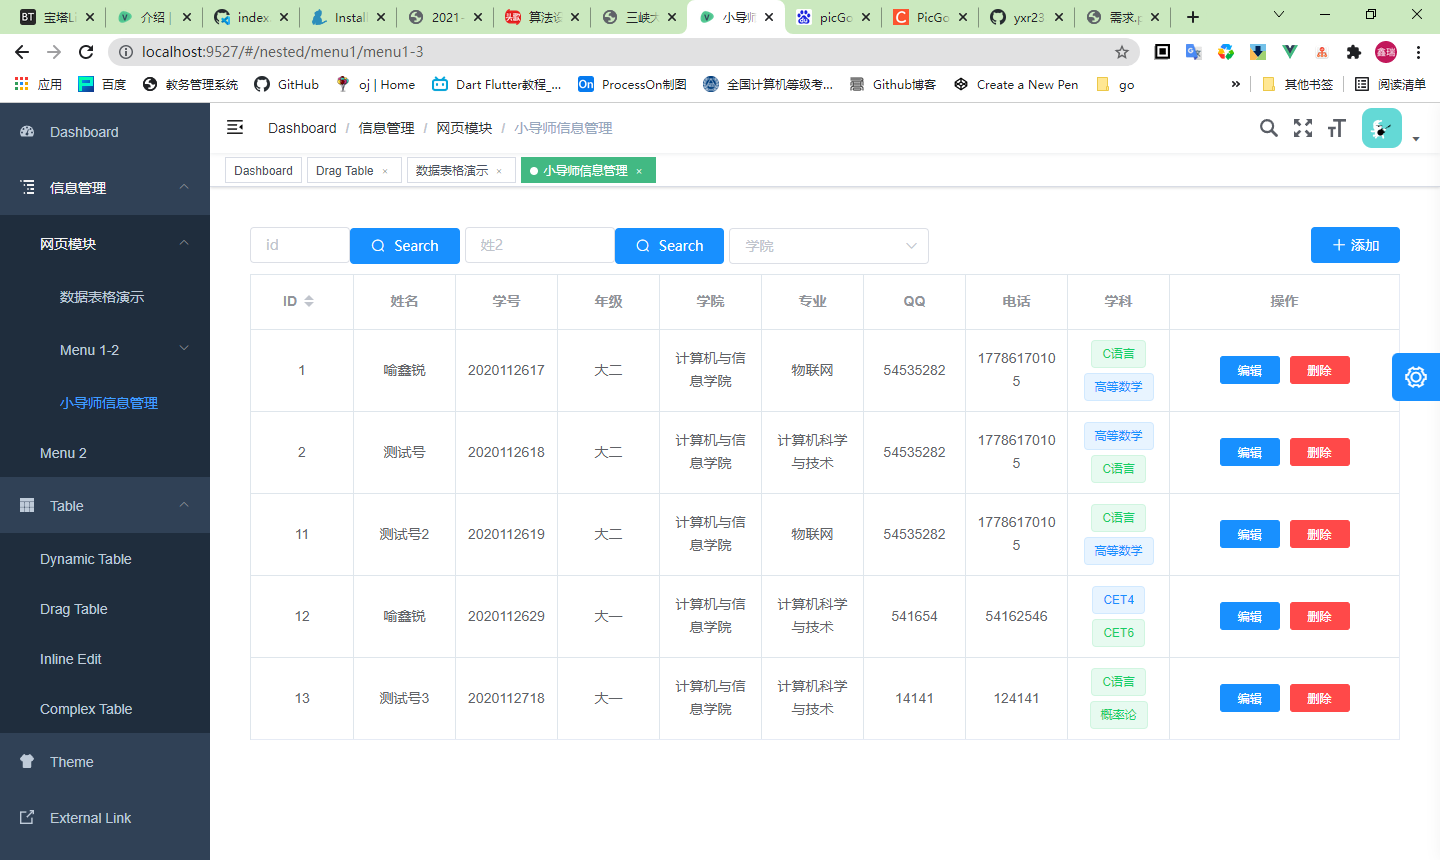 宝塔Li
介绍 |
index.
Install
2021-
算法设
三峡大
小导师
picGo
PicGo
yxr23
需求.p
localhost:9527/#/nested/menu1/menu1-3
应用
百度
教务管理系统
GitHub
oj | Home
Dart Flutter教程_...
ProcessOn制图
全国计算机等级考...
Github博客
Create a New Pen
go
»
其他书签
阅读清单
Dashboard
信息管理
网页模块
数据表格演示
Menu 1-2
小导师信息管理
Menu 2
Table
Dynamic Table
Drag Table
Inline Edit
Complex Table
Theme
External Link
Dashboard / 信息管理 / 网页模块 / 小导师信息管理
Dashboard
Drag Table ×
数据表格演示 ×
小导师信息管理 ×
id Search 姓2 Search 学院 添加
ID 姓名 学号 年级 学院 专业 QQ 电话 学科 操作
1 喻鑫锐 2020112617 大二 计算机与信息学院 物联网 54535282 17786170105 C语言 高等数学 编辑 删除
2 测试号 2020112618 大二 计算机与信息学院 计算机科学与技术 54535282 17786170105 高等数学 C语言 编辑 删除
11 测试号2 2020112619 大二 计算机与信息学院 物联网 54535282 17786170105 C语言 高等数学 编辑 删除
12 喻鑫锐 2020112629 大一 计算机与信息学院 计算机科学与技术 541654 54162546 CET4 CET6 编辑 删除
13 测试号3 2020112718 大一 计算机与信息学院 计算机科学与技术 14141 124141 C语言 概率论 编辑 删除